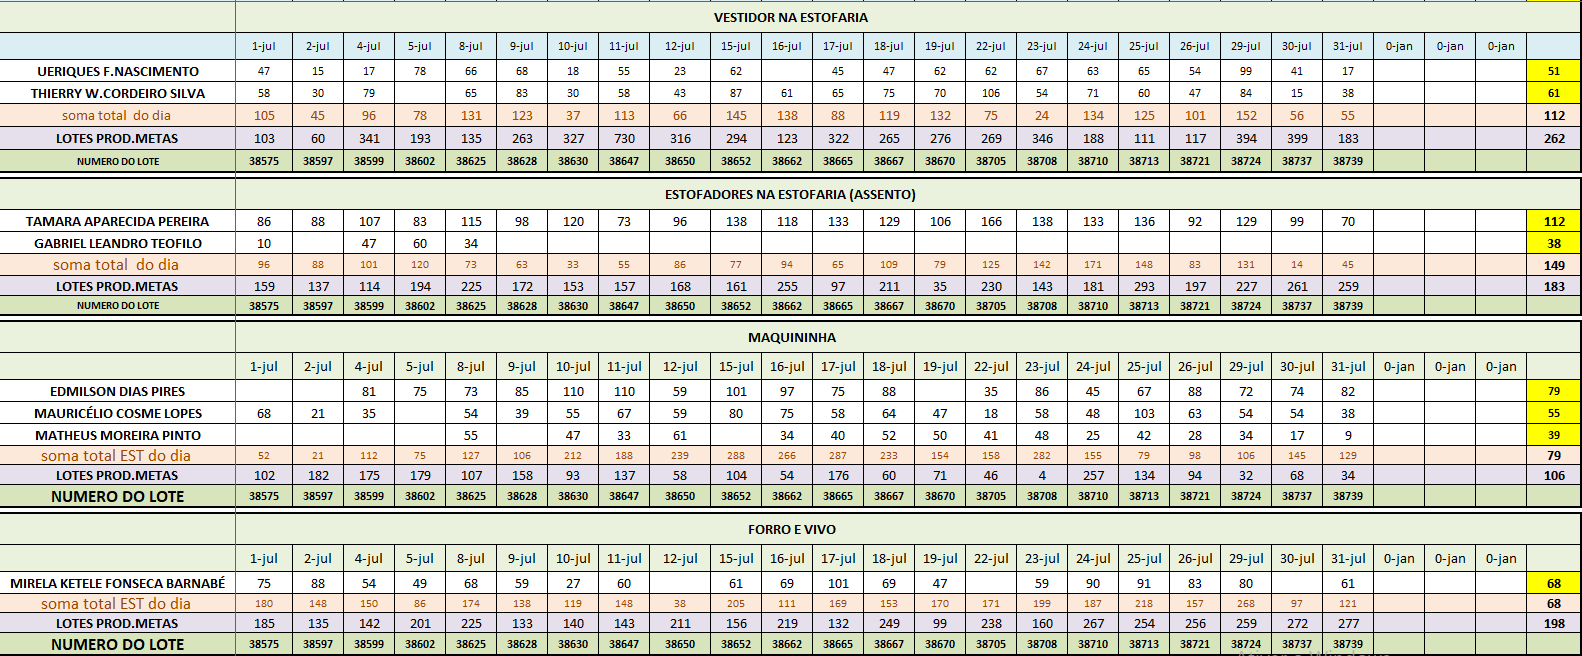 VESTIDOR NA ESTOFARIA
1-jul 2-jul 4-jul 5-jul 8-jul 9-jul 10-jul 11-jul 12-jul 15-jul 16-jul 17-jul 18-jul 19-jul 22-jul 23-jul 24-jul 25-jul 26-jul 29-jul 30-jul 31-jul 0-jan 0-jan 0-jan
UERIQUES F.NASCIMENTO 47 15 17 78 66 68 18 55 23 62 45 47 62 62 67 63 65 54 99 41 17 51
THIERRY W.CORDEIRO SILVA 58 30 79 65 83 30 58 43 87 61 65 75 70 106 54 71 60 47 84 15 38 61
soma total do dia 105 45 96 78 131 123 37 113 66 145 138 88 119 132 75 24 134 125 101 152 56 55 112
LOTES PROD.METAS 103 60 341 193 135 263 327 730 316 294 123 322 265 276 269 346 188 111 117 394 399 183 262
NUMERO DO LOTE 38575 38597 38599 38602 38625 38628 38630 38647 38650 38652 38662 38665 38667 38670 38705 38708 38710 38713 38721 38724 38737 38739
ESTOFADORES NA ESTOFARIA (ASSENTO)
TAMARA APARECIDA PEREIRA 86 88 107 83 115 98 120 73 96 138 118 133 129 106 166 138 133 136 92 129 99 70 112
GABRIEL LEANDRO TEOFILO 10 47 60 34 38
soma total do dia 96 88 101 120 73 63 33 55 86 77 94 65 109 79 125 142 171 148 83 131 14 45 149
LOTES PROD.METAS 159 137 114 194 225 172 153 157 168 161 255 97 211 35 230 143 181 293 197 227 261 259 183
NUMERO DO LOTE 38575 38597 38599 38602 38625 38628 38630 38647 38650 38652 38662 38665 38667 38670 38705 38708 38710 38713 38721 38724 38737 38739
MAQUININHA
1-jul 2-jul 4-jul 5-jul 8-jul 9-jul 10-jul 11-jul 12-jul 15-jul 16-jul 17-jul 18-jul 19-jul 22-jul 23-jul 24-jul 25-jul 26-jul 29-jul 30-jul 31-jul 0-jan 0-jan 0-jan
EDMILSON DIAS PIRES 81 75 73 85 110 110 59 101 97 75 88 35 86 45 67 88 72 74 82 79
MAURICÉLIO COSME LOPES 68 21 35 54 39 55 67 59 80 75 58 64 47 18 58 48 103 63 54 54 38 55
MATHEUS MOREIRA PINTO 55 47 33 61 34 40 52 50 41 48 25 42 28 34 17 9 39
soma total EST do dia 52 21 112 75 127 106 212 188 239 288 266 287 233 154 158 282 155 79 98 106 145 129 79
LOTES PROD.METAS 102 182 175 179 107 158 93 137 58 104 54 176 60 71 46 4 257 134 94 32 68 34 106
NUMERO DO LOTE 38575 38597 38599 38602 38625 38628 38630 38647 38650 38652 38662 38665 38667 38670 38705 38708 38710 38713 38721 38724 38737 38739
FORRO E VIVO
1-jul 2-jul 4-jul 5-jul 8-jul 9-jul 10-jul 11-jul 12-jul 15-jul 16-jul 17-jul 18-jul 19-jul 22-jul 23-jul 24-jul 25-jul 26-jul 29-jul 30-jul 31-jul 0-jan 0-jan 0-jan
MIRELA KETELE FONSECA BARNABÉ 75 88 54 49 68 59 27 60 61 69 101 69 47 59 90 91 83 80 61 68
soma total EST do dia 180 148 150 86 174 138 119 148 38 205 111 169 153 170 171 199 187 218 157 268 97 121 68
LOTES PROD.METAS 185 135 142 201 225 133 140 143 211 156 219 132 249 99 238 160 267 254 256 259 272 277 198
NUMERO DO LOTE 38575 38597 38599 38602 38625 38628 38630 38647 38650 38652 38662 38665 38667 38670 38705 38708 38710 38713 38721 38724 38737 38739